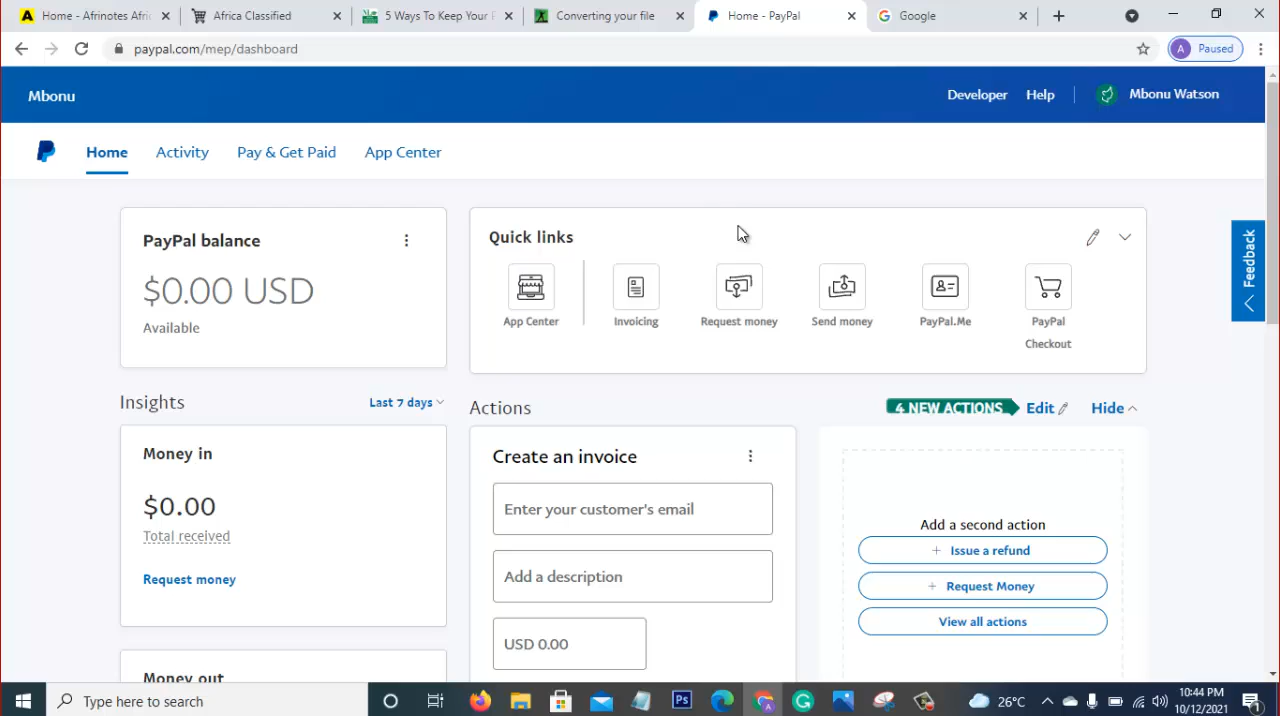 Home - Afrinotes Afric
Africa Classified
5 Ways To Keep Your P
Converting your file
Home - PayPal
Google
paypal.com/mep/dashboard
A
Paused
Mbonu
Developer
Help
Mbonu Watson
Home
Activity
Pay & Get Paid
App Center
PayPal balance
$0.00 USD
Available
Quick links
App Center
Invoicing
Request money
Send money
PayPal.Me
PayPal
Checkout
Feedback
Insights
Last 7 days
Money in
$0.00
Total received
Request money
Money out
Actions
4 NEW ACTIONS
Edit
Hide
Create an invoice
Enter your customer's email
Add a description
USD 0.00
Add a second action
+ Issue a refund
+ Request Money
View all actions
Type here to search
Ps
26°C
10:44 PM
10/12/2021